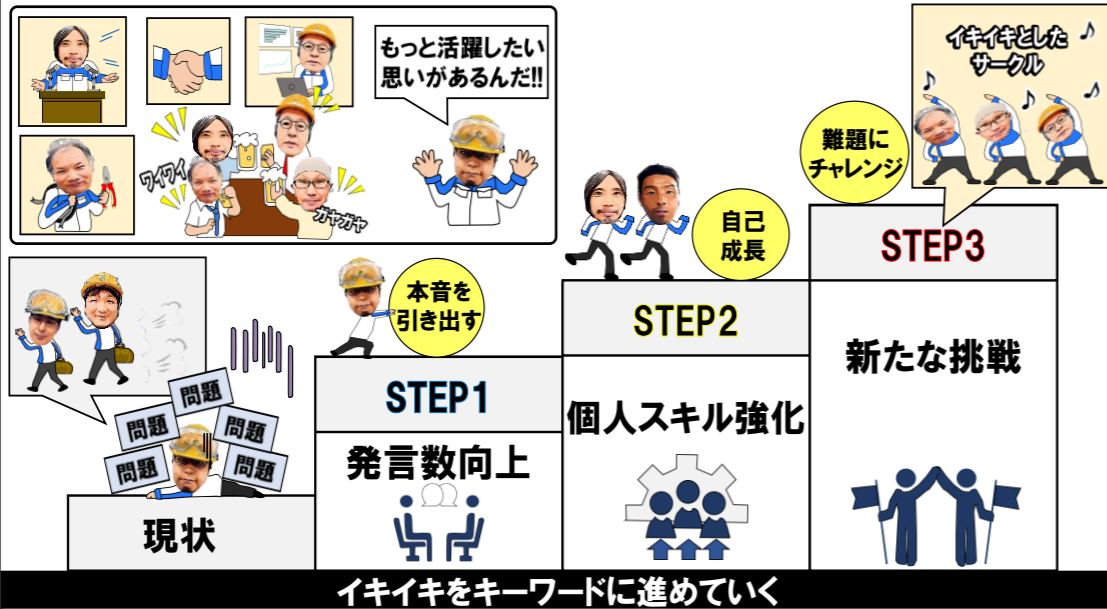 もっと活躍したい
思いがあるんだ!!
ワイワイ
ガヤガヤ
イキイキとした
サークル
難題に
チャレンジ
自己
成長
本音を
引き出す
問題
問題
問題
問題
問題
現状
STEP1
発言数向上
STEP2
個人スキル強化
STEP3
新たな挑戦
イキイキをキーワードに進めていく